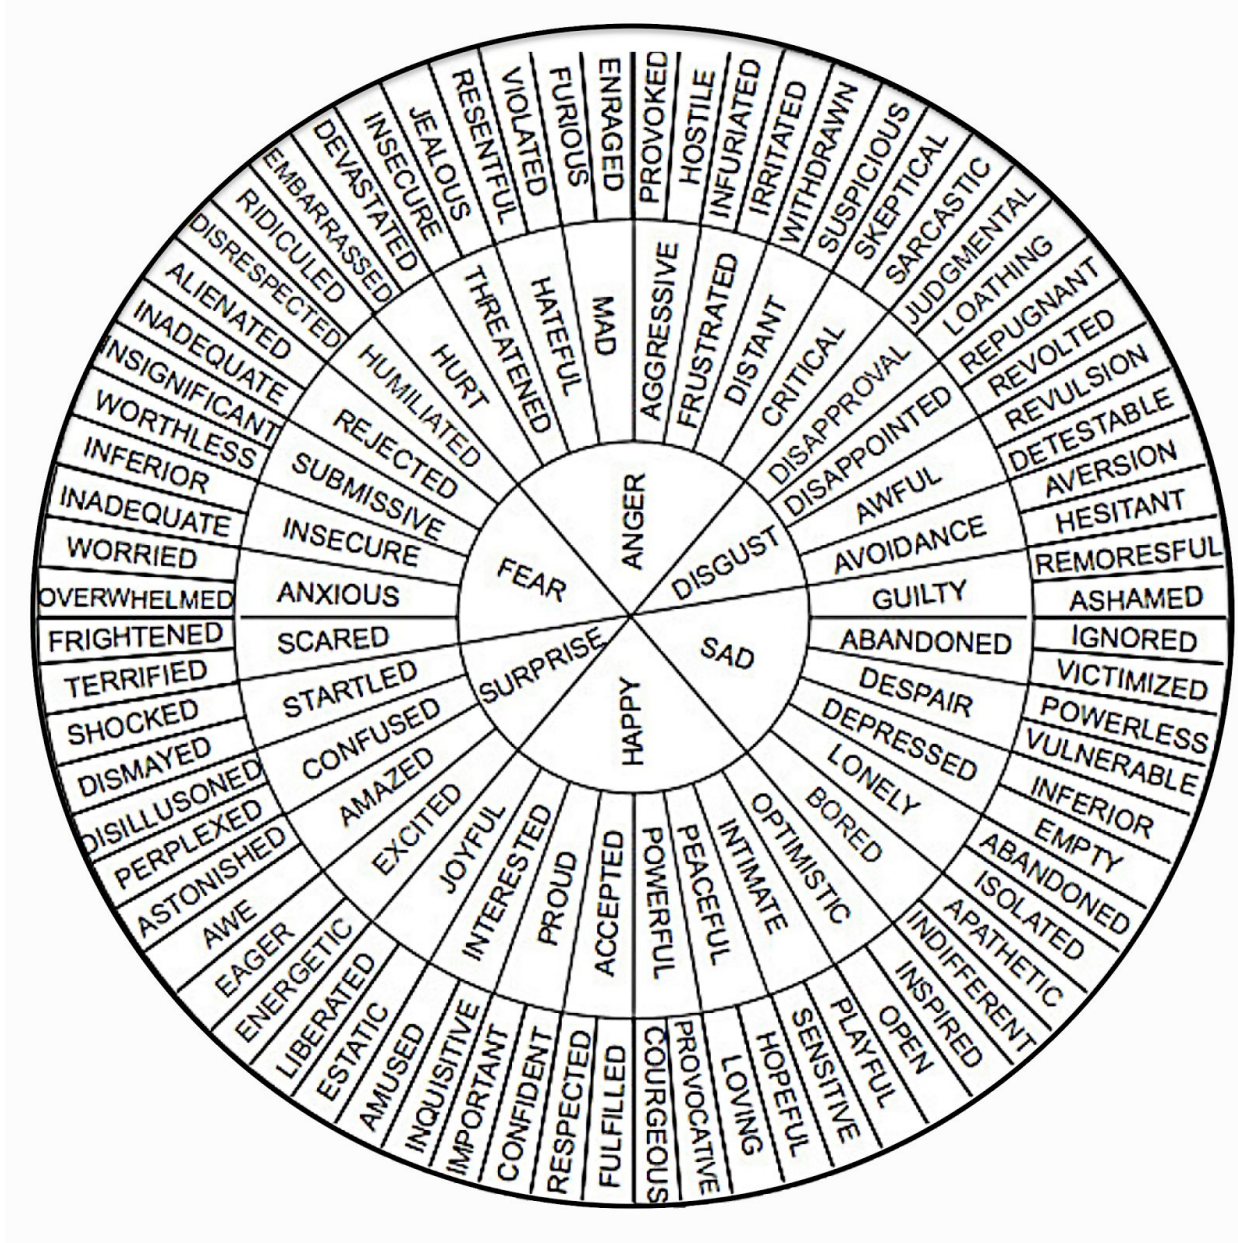 ANGER
DISGUST
SAD
HAPPY
SURPRISE
FEAR
MAD
AGGRESSIVE
FRUSTRATED
DISTANT
CRITICAL
DISAPPROVAL
DISAPPOINTED
AWFUL
AVOIDANCE
GUILTY
ABANDONED
DESPAIR
DEPRESSED
LONELY
BORED
OPTIMISTIC
INTIMATE
PEACEFUL
POWERFUL
ACCEPTED
PROUD
INTERESTED
JOYFUL
EXCITED
AMAZED
CONFUSED
STARTLED
SCARED
ANXIOUS
INSECURE
SUBMISSIVE
REJECTED
HUMILIATED
HURT
THREATENED
HATEFUL
ENRAGED
PROVOKED
HOSTILE
INFURIATED
IRRITATED
WITHDRAWN
SUSPICIOUS
SKEPTICAL
SARCASTIC
JUDGMENTAL
LOATHING
REPUGNANT
REVOLTED
REVULSION
DETESTABLE
AVERSION
HESITANT
REMORESFUL
ASHAMED
IGNORED
VICTIMIZED
POWERLESS
VULNERABLE
INFERIOR
EMPTY
ABANDONED
ISOLATED
APATHETIC
INDIFFERENT
INSPIRED
OPEN
PLAYFUL
SENSITIVE
HOPEFUL
LOVING
PROVOCATIVE
COURGEOUS
FULFILLED
RESPECTED
CONFIDENT
IMPORTANT
INQUISITIVE
AMUSED
ESTATIC
LIBERATED
ENERGETIC
EAGER
AWE
ASTONISHED
PERPLEXED
DISILLUSONED
DISMAYED
SHOCKED
TERRIFIED
FRIGHTENED
OVERWHELMED
WORRIED
INADEQUATE
INFERIOR
WORTHLESS
INSIGNIFICANT
INADEQUATE
ALIENATED
DISRESPECTED
RIDICULED
EMBARRASSED
DEVASTATED
INSECURE
JEALOUS
RESENTFUL
VIOLATED
FURIOUS